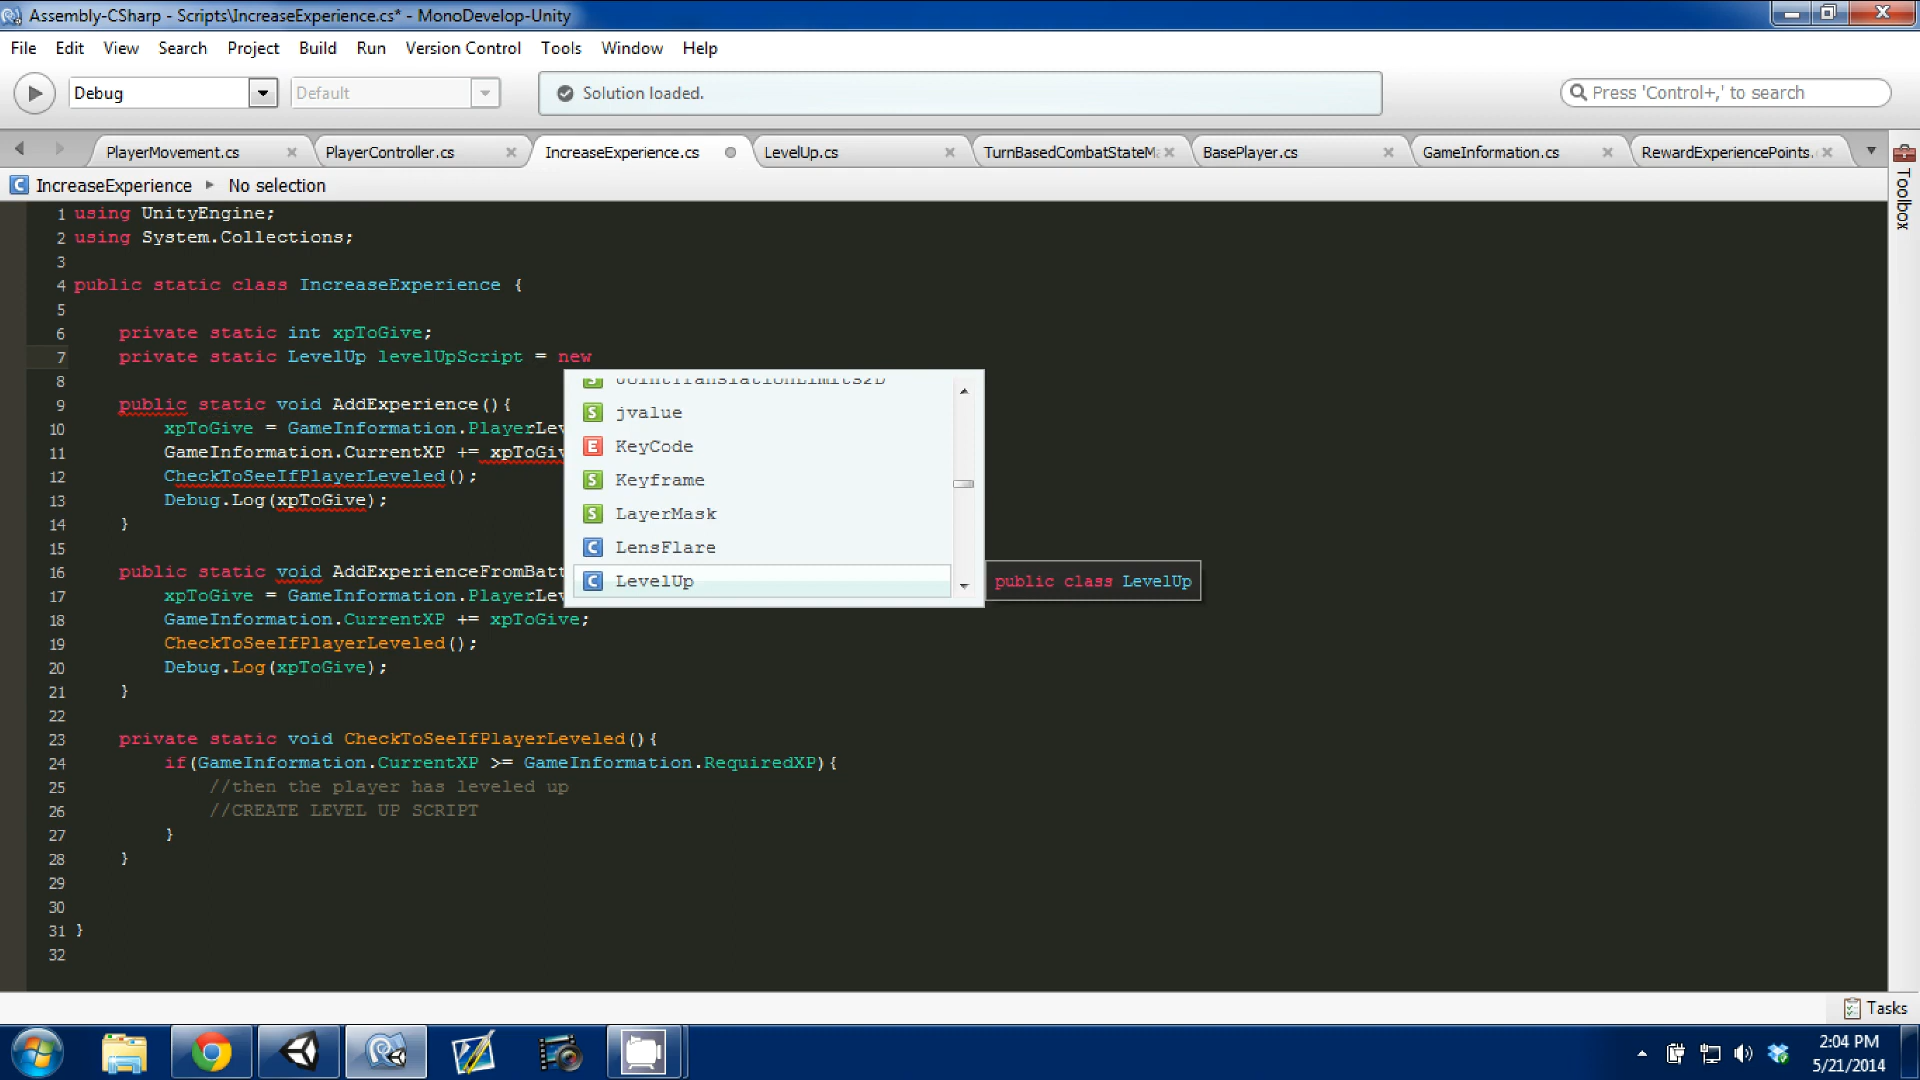 Assembly-CSharp - Scripts\IncreaseExperience.cs* - MonoDevelop-Unity
File Edit View Search Project Build Run Version Control Tools Window Help
Debug Default Solution loaded. Press 'Control+,' to search
PlayerMovement.cs PlayerController.cs IncreaseExperience.cs LevelUp.cs TurnBasedCombatStateMa BasePlayer.cs GameInformation.cs RewardExperiencePoints.
Toolbox
IncreaseExperience No selection
1 using UnityEngine;
2 using System.Collections;
3
4 public static class IncreaseExperience {
5
6 private static int xpToGive;
7 private static LevelUp levelUpScript = new
8
9 public static void AddExperience(){
10 xpToGive = GameInformation.PlayerLev
11 GameInformation.CurrentXP += xpToGiv
12 CheckToSeeIfPlayerLeveled();
13 Debug.Log(xpToGive);
14 }
15
16 public static void AddExperienceFromBatt
17 xpToGive = GameInformation.PlayerLev
18 GameInformation.CurrentXP += xpToGive;
19 CheckToSeeIfPlayerLeveled();
20 Debug.Log(xpToGive);
21 }
22
23 private static void CheckToSeeIfPlayerLeveled(){
24 if(GameInformation.CurrentXP >= GameInformation.RequiredXP){
25 //then the player has leveled up
26 //CREATE LEVEL UP SCRIPT
27 }
28 }
29
30
31 }
32
S JointTranslationLimits2D
S jvalue
E KeyCode
S Keyframe
S LayerMask
C LensFlare
C LevelUp
public class LevelUp
Tasks
2:04 PM
5/21/2014